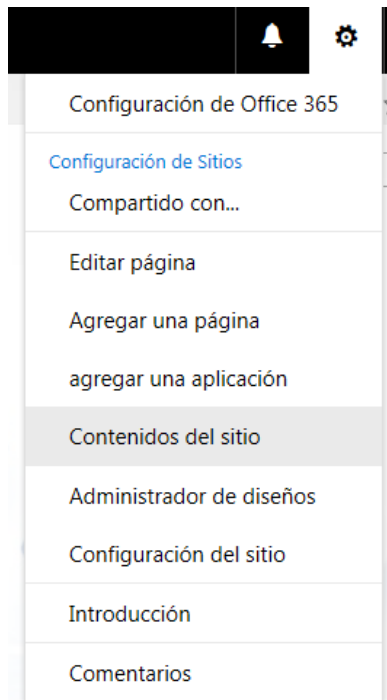 Configuración de Office 365
Configuración de Sitios
Compartido con...
Editar página
Agregar una página
agregar una aplicación
Contenidos del sitio
Administrador de diseños
Configuración del sitio
Introducción
Comentarios